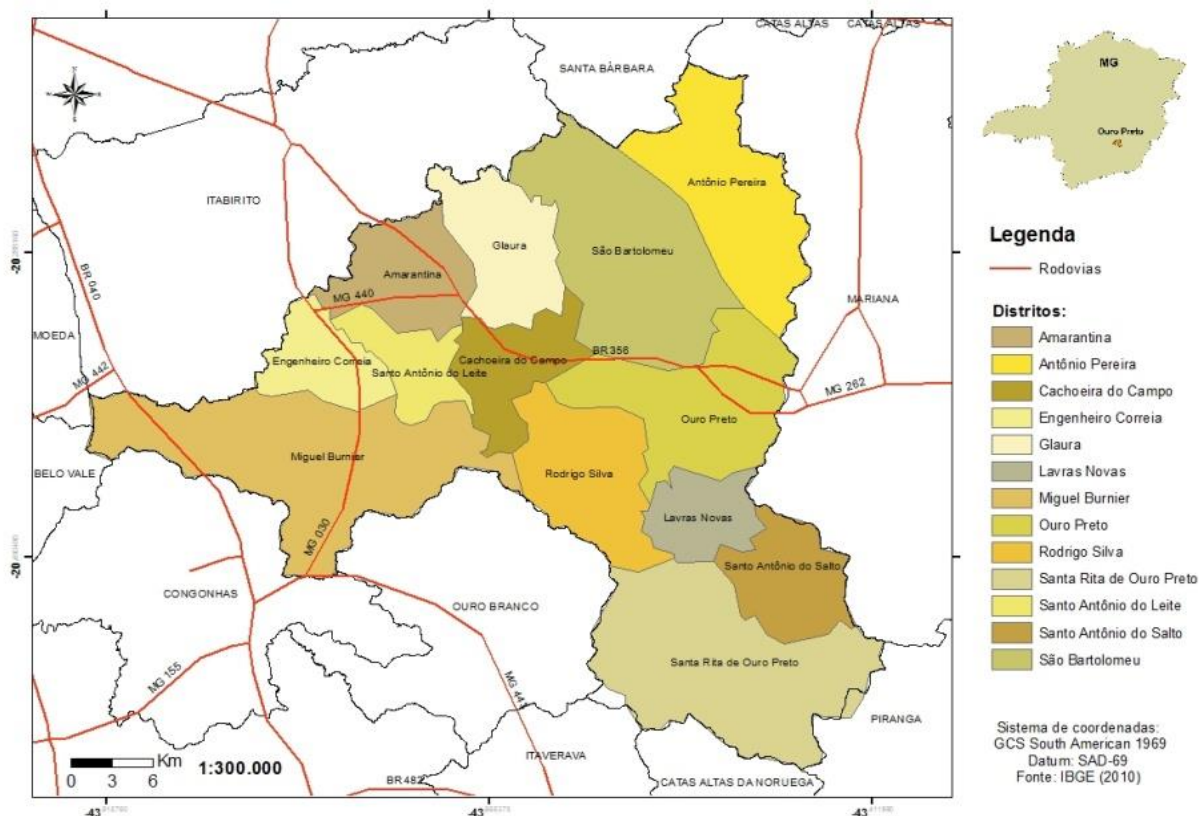 CATAS ALTAS
CATAS ALTAS
SANTA BÁRBARA
Antônio Pereira
ITABIRITO
São Bartolomeu
Glaura
Amarantina
BR 040
MG 440
MARIANA
MOEDA
BR 356
Engenheiro Correia
Cachoeira do Campo
Santo Antônio do Leite
MG 442
MG 262
Ouro Preto
Miguel Burnier
BELO VALE
Rodrigo Silva
Lavras Novas
MG 030
Santo Antônio do Salto
CONGONHAS
OURO BRANCO
Santa Rita de Ouro Preto
MG 155
PIRANGA
ITAVERAVA
CATAS ALTAS DA NORUEGA
BR 482
Km
0 3 6
1:300.000
-20
-20
-43
-43
-43
MG
Ouro Preto
Legenda
Rodovias
Distritos:
Amarantina
Antônio Pereira
Cachoeira do Campo
Engenheiro Correia
Glaura
Lavras Novas
Miguel Burnier
Ouro Preto
Rodrigo Silva
Santa Rita de Ouro Preto
Santo Antônio do Leite
Santo Antônio do Salto
São Bartolomeu
Sistema de coordenadas:
GCS South American 1969
Datum: SAD-69
Fonte: IBGE (2010)